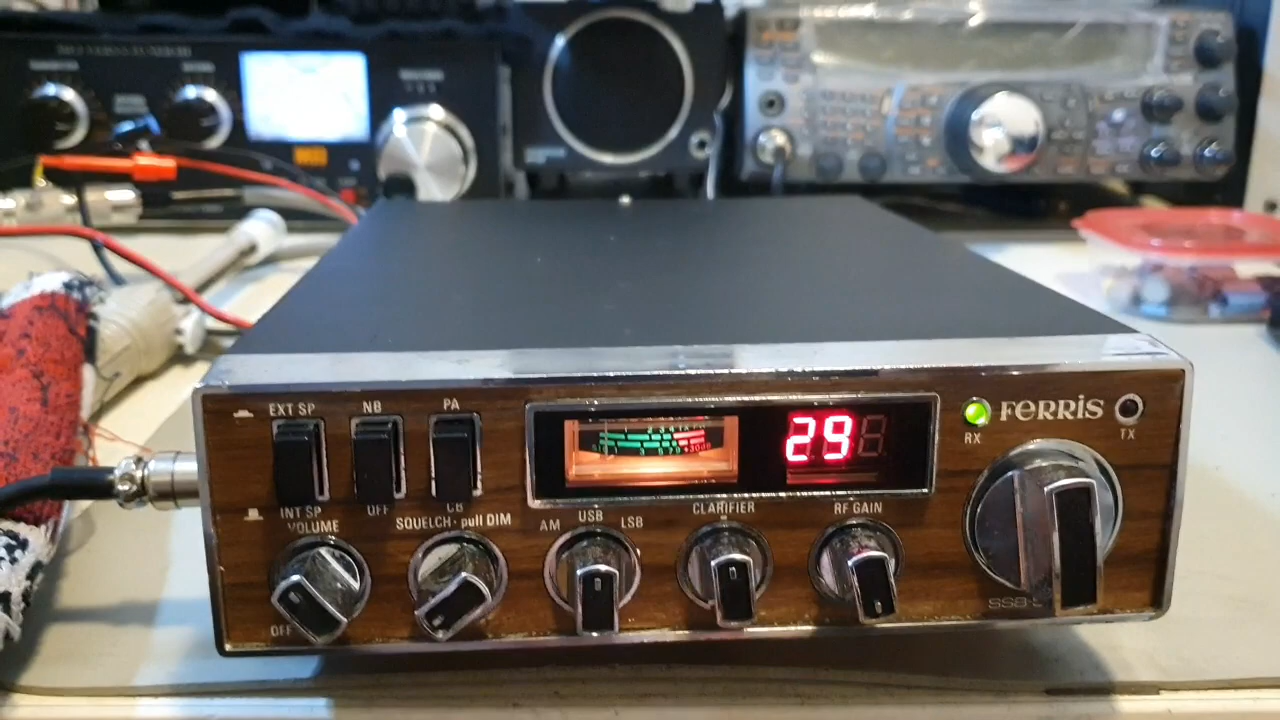 EXT SP
NB
PA
FERRIS
RX
TX
29
INT SP
OFF
CB
VOLUME
SQUELCH · pull DIM
AM
USB
LSB
CLARIFIER
RF GAIN
OFF
SSB-